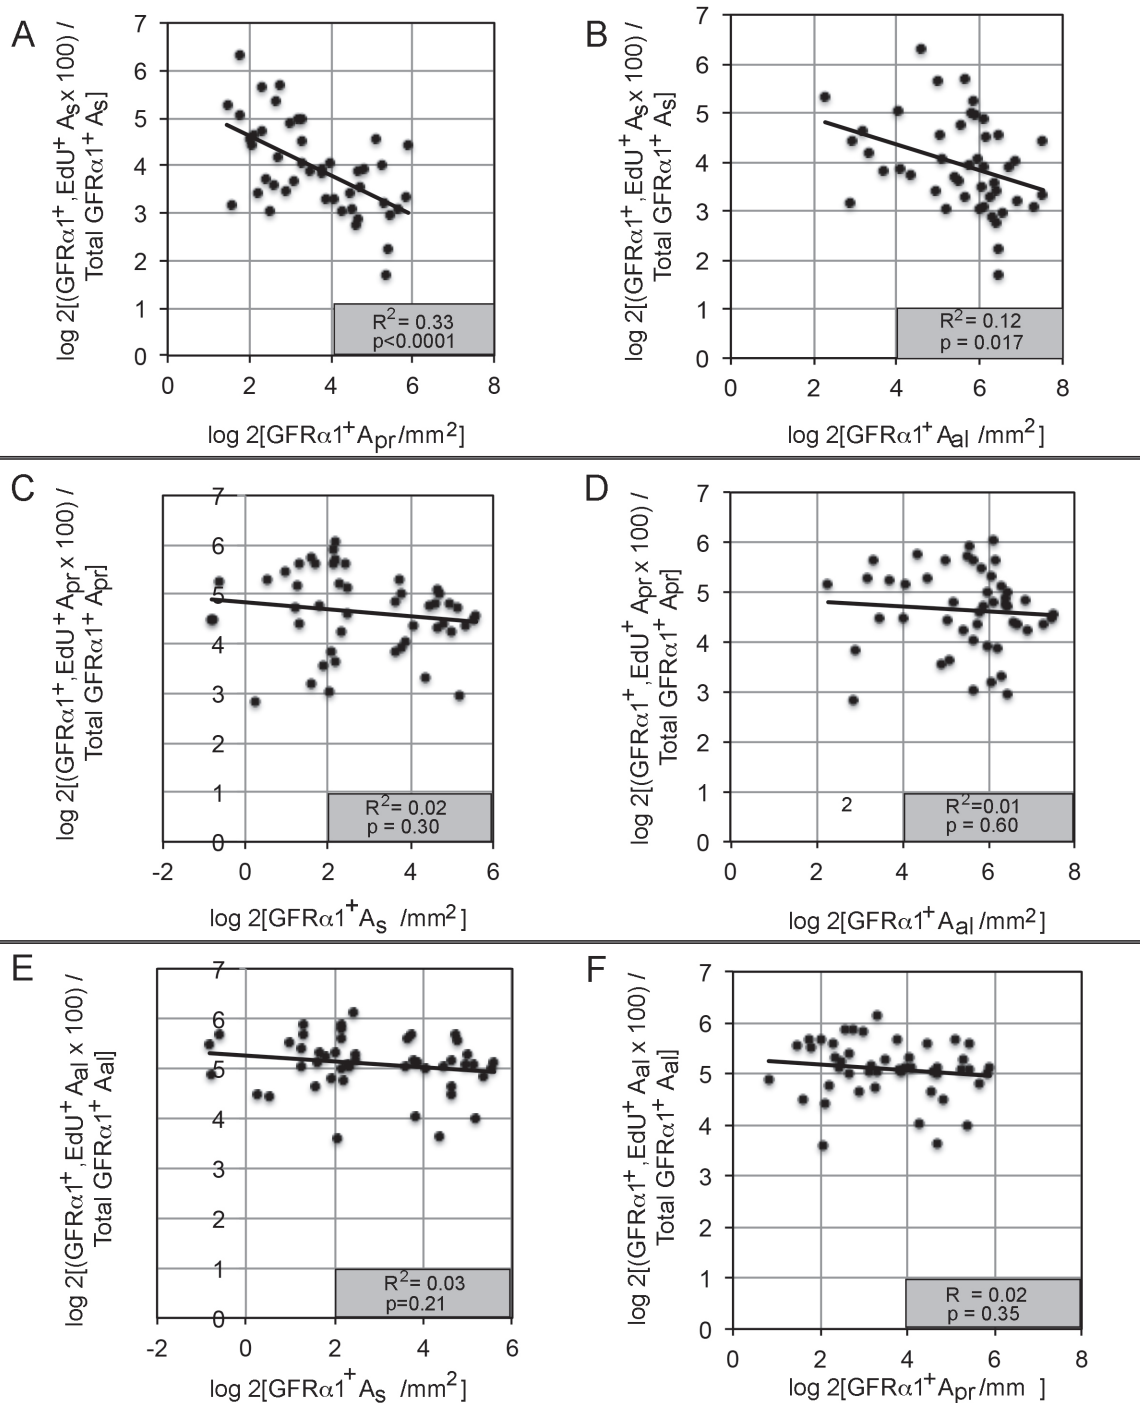 A
log 2[(GFRα1+,EdU+ As x 100) /
Total GFRα1+ As]
7
6
5
4
3
2
1
0
R2= 0.33
p<0.0001
0 2 4 6 8
log 2[GFRα1+Apr/mm2]
B
log 2[(GFRα1+,EdU+ As x 100) /
Total GFRα1+ As]
7
6
5
4
3
2
1
0
R2= 0.12
p = 0.017
0 2 4 6 8
log 2[GFRα1+Aal /mm2]
C
log 2[(GFRα1+,EdU+Apr x 100) /
Total GFRα1+ Apr]
7
6
5
4
3
2
1
0
R2= 0.02
p = 0.30
-2 0 2 4 6
log 2[GFRα1+As /mm2]
D
log 2[(GFRα1+,EdU+ Apr x 100) /
Total GFRα1+ Apr]
7
6
5
4
3
2
1
0
2
R2=0.01
p = 0.60
0 2 4 6 8
log 2[GFRα1+Aal /mm2]
E
log 2[(GFRα1+,EdU+ Aal x 100) /
Total GFRα1+ Aal]
7
6
5
4
3
2
1
0
R2= 0.03
p=0.21
-2 0 2 4 6
log 2[GFRα1+As /mm2]
F
log 2[(GFRα1+,EdU+ Aal x 100) /
Total GFRα1+ Aal]
7
6
5
4
3
2
1
0
R = 0.02
p = 0.35
0 2 4 6 8
log 2[GFRα1+Apr/mm ]